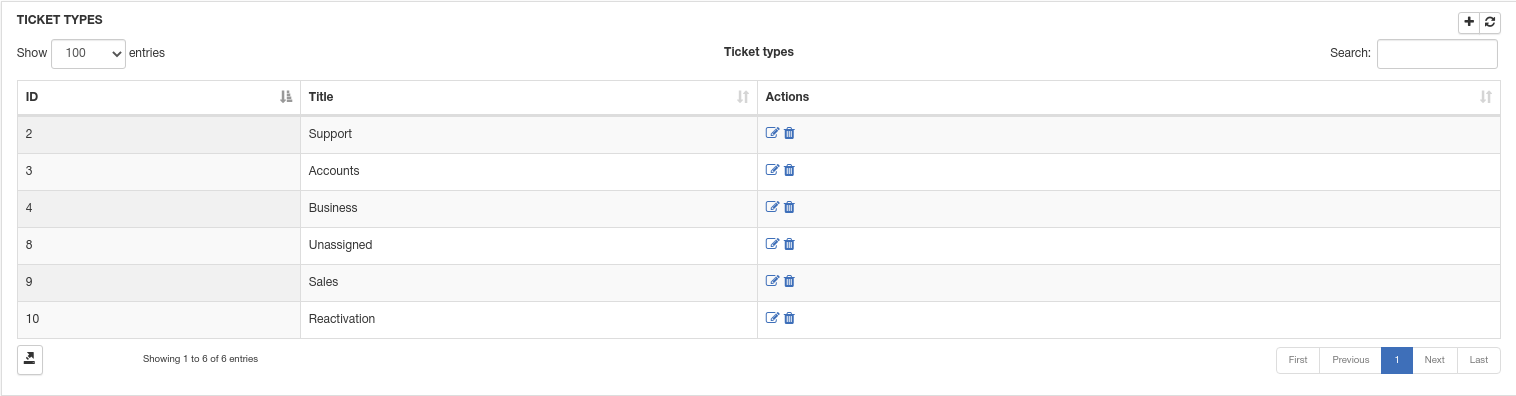 TICKET TYPES
Show 100 entries Ticket types Search:
ID Title Actions
2 Support
3 Accounts
4 Business
8 Unassigned
9 Sales
10 Reactivation
Showing 1 to 6 of 6 entries First Previous 1 Next Last